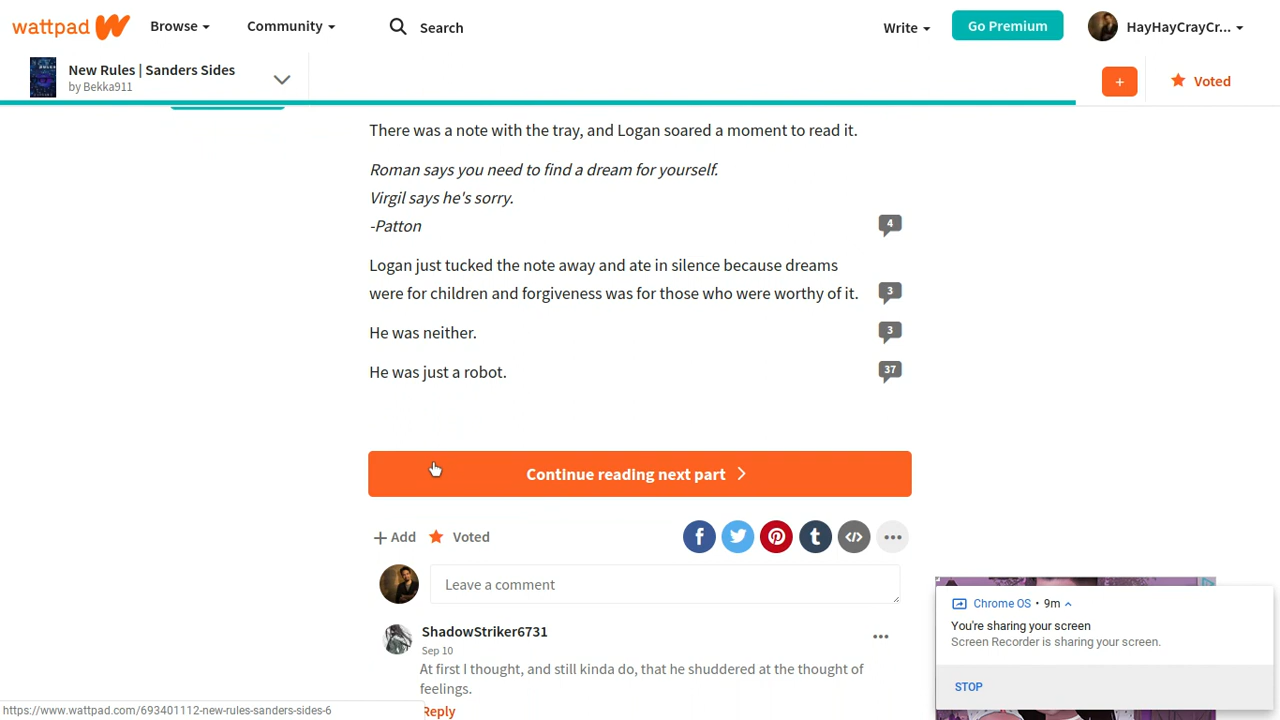 wattpad Browse Community Search Write Go Premium HayHayCrayCr...
New Rules | Sanders Sides
by Bekka911
+ Voted
There was a note with the tray, and Logan soared a moment to read it.
Roman says you need to find a dream for yourself.
Virgil says he's sorry.
-Patton 4
Logan just tucked the note away and ate in silence because dreams
were for children and forgiveness was for those who were worthy of it. 3
He was neither. 3
He was just a robot. 37
Continue reading next part
+ Add Voted f t </> •••
Leave a comment
ShadowStriker6731
Sep 10
At first I thought, and still kinda do, that he shuddered at the thought of
feelings.
Reply
Chrome OS • 9m
You're sharing your screen
Screen Recorder is sharing your screen.
STOP
https://www.wattpad.com/693401112-new-rules-sanders-sides-6